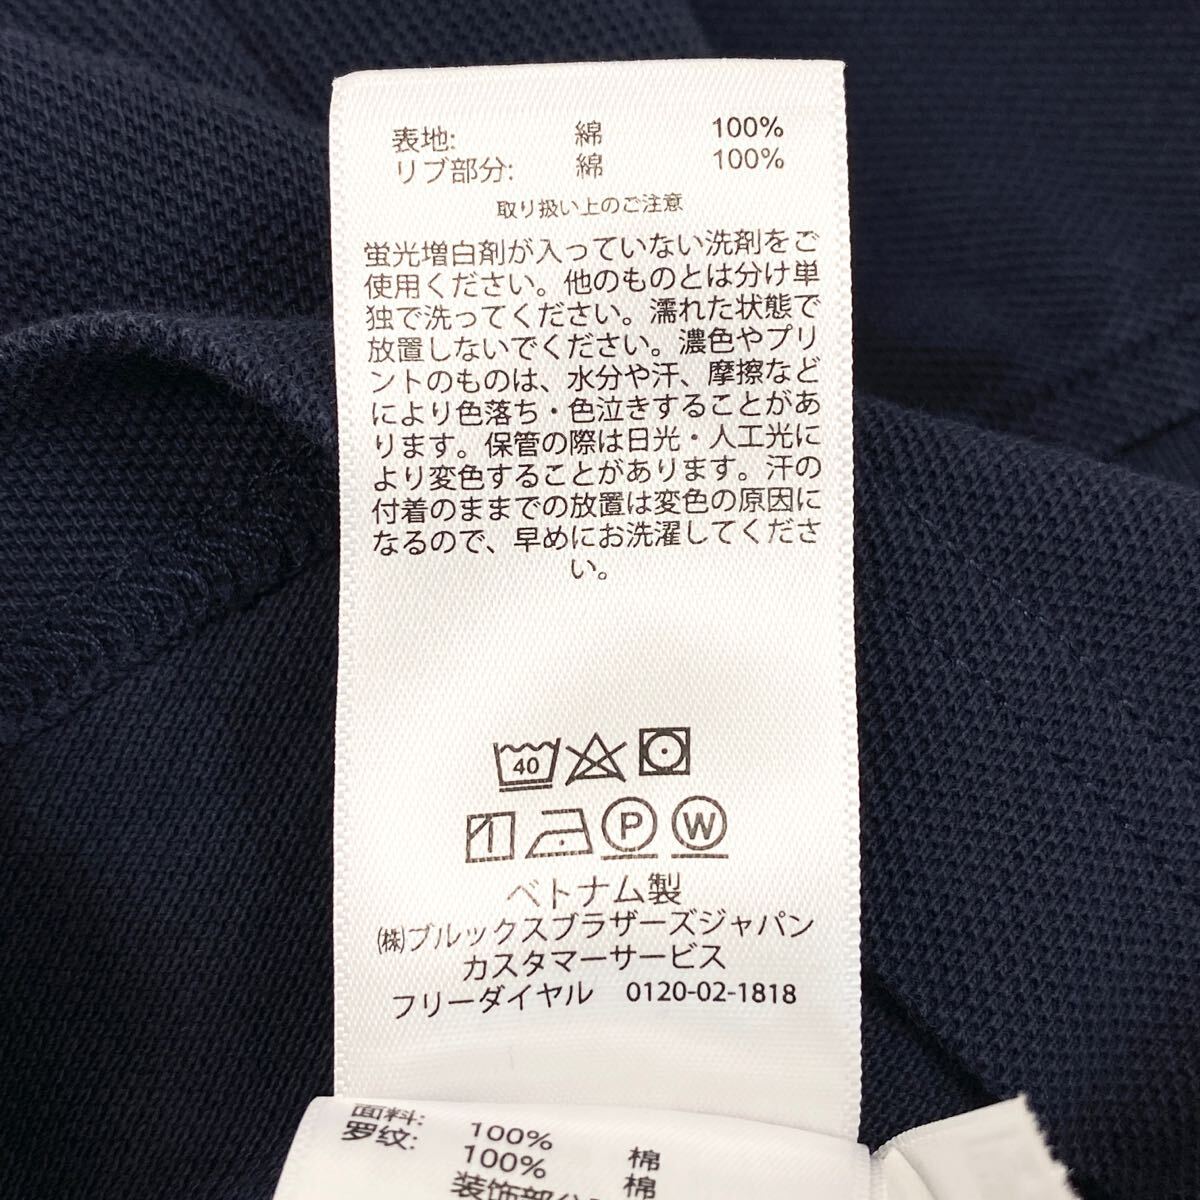 表地: 綿 100%
リブ部分: 綿 100%
取り扱い上のご注意
蛍光増白剤が入っていない洗剤をご
使用ください。他のものとは分け単
独で洗ってください。濡れた状態で
放置しないでください。濃色やプリ
ントのものは、水分や汗、摩擦など
により色落ち・色泣きすることがあ
ります。保管の際は日光・人工光に
より変色することがあります。汗の
付着のままでの放置は変色の原因に
なるので、早めにお洗濯してくださ
い。
40
P W
ベトナム製
㈱ブルックスブラザーズジャパン
カスタマーサービス
フリーダイヤル 0120-02-1818
面料: 100% 棉
罗纹: 100% 棉
装饰部分